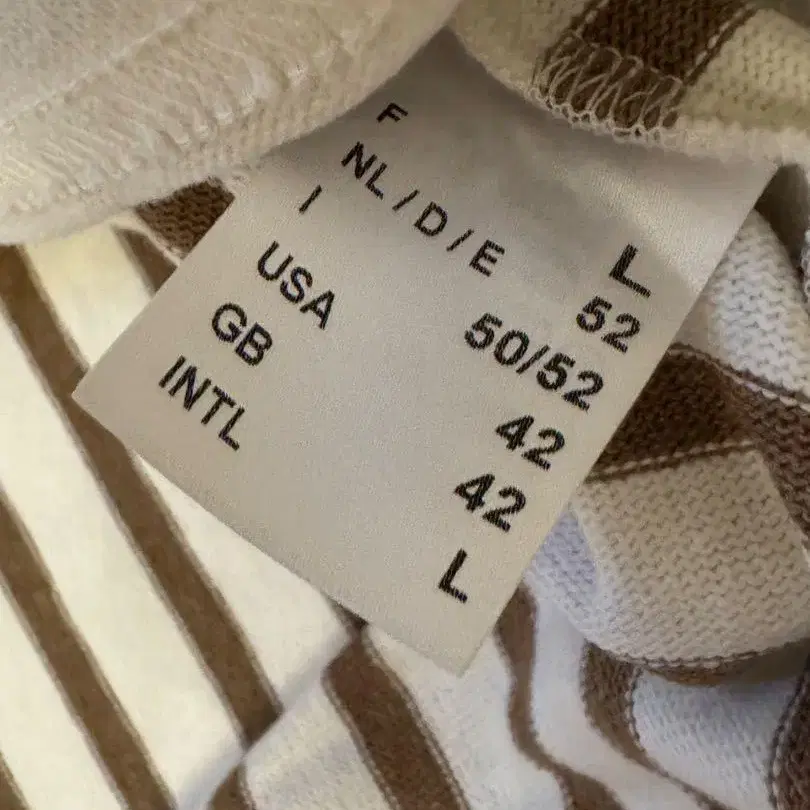 F L
NL / D / E 52
I 50/52
USA 42
GB 42
INTL L